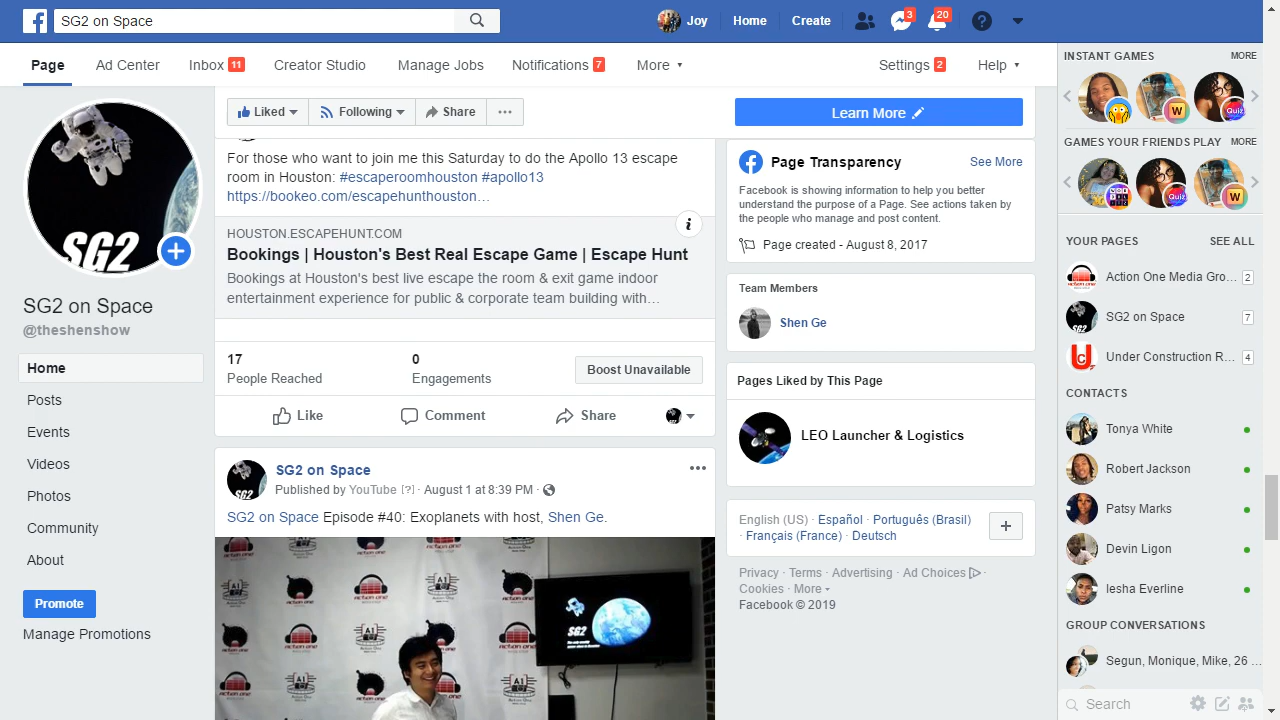 SG2 on Space
Joy
Home
Create
3
20
Page
Ad Center
Inbox 11
Creator Studio
Manage Jobs
Notifications 7
More
Settings 2
Help
SG2
SG2 on Space
@theshenshow
Home
Posts
Events
Videos
Photos
Community
About
Promote
Manage Promotions
Liked
Following
Share
Learn More
For those who want to join me this Saturday to do the Apollo 13 escape
room in Houston: #escaperoomhouston #apollo13
https://bookeo.com/escapehunthouston…
HOUSTON.ESCAPEHUNT.COM
Bookings | Houston's Best Real Escape Game | Escape Hunt
Bookings at Houston's best live escape the room & exit game indoor
entertainment experience for public & corporate team building with…
17
People Reached
0
Engagements
Boost Unavailable
Like
Comment
Share
SG2 on Space
Published by YouTube [?] · August 1 at 8:39 PM ·
SG2 on Space Episode #40: Exoplanets with host, Shen Ge.
SG2
Page Transparency
See More
Facebook is showing information to help you better
understand the purpose of a Page. See actions taken by
the people who manage and post content.
Page created - August 8, 2017
Team Members
Shen Ge
Pages Liked by This Page
LEO Launcher & Logistics
English (US) · Español · Português (Brasil)
· Français (France) · Deutsch
Privacy · Terms · Advertising · Ad Choices ·
Cookies · More
Facebook © 2019
INSTANT GAMES
MORE
W
Quiz
GAMES YOUR FRIENDS PLAY
MORE
Quiz
W
YOUR PAGES
SEE ALL
Action One Media Gro... 2
SG2 on Space 7
Under Construction R... 4
CONTACTS
Tonya White
Robert Jackson
Patsy Marks
Devin Ligon
Iesha Everline
GROUP CONVERSATIONS
Segun, Monique, Mike, 26 ...
Search